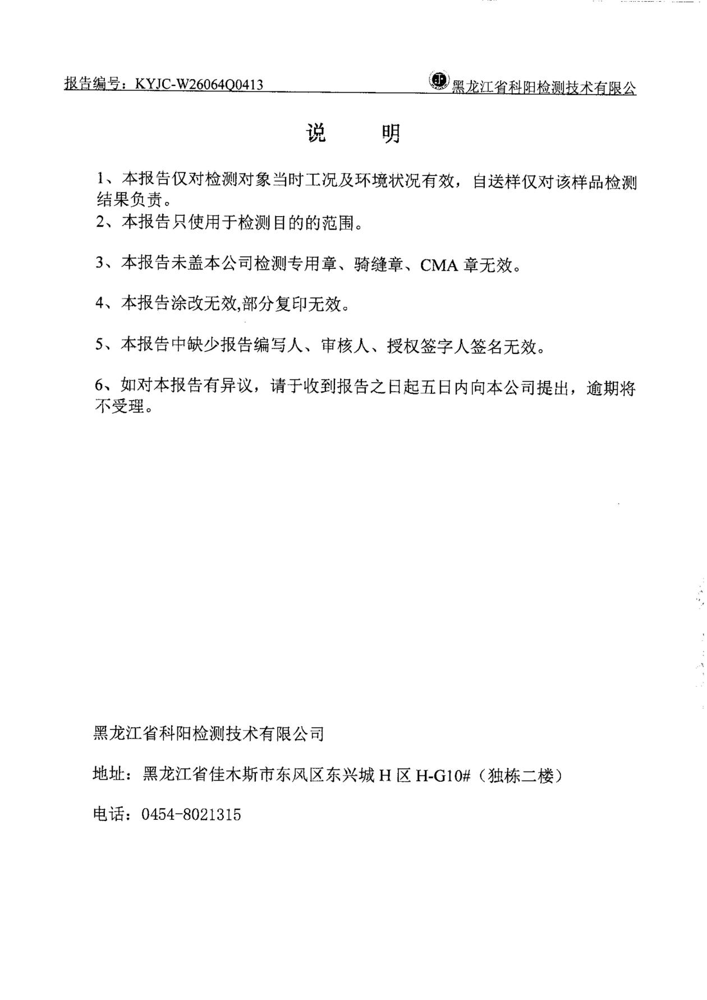 报告编号：KYJC-W26064Q0413 黑龙江省科阳检测技术有限公
说 明
1、本报告仅对检测对象当时工况及环境状况有效，自送样仅对该样品检测
结果负责。
2、本报告只使用于检测目的的范围。
3、本报告未盖本公司检测专用章、骑缝章、CMA 章无效。
4、本报告涂改无效,部分复印无效。
5、本报告中缺少报告编写人、审核人、授权签字人签名无效。
6、如对本报告有异议，请于收到报告之日起五日内向本公司提出，逾期将
不受理。
黑龙江省科阳检测技术有限公司
地址：黑龙江省佳木斯市东风区东兴城 H 区 H-G10#（独栋二楼）
电话：0454-8021315